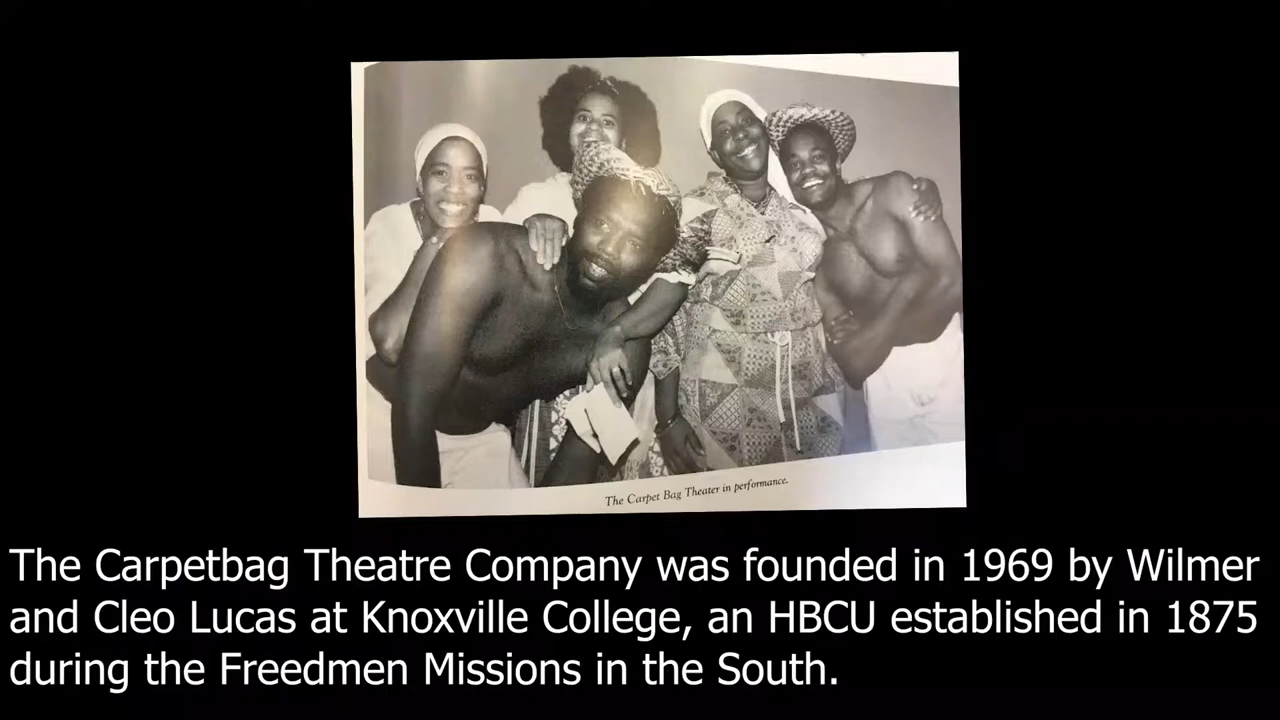 The Carpet Bag Theater in performance.
The Carpetbag Theatre Company was founded in 1969 by Wilmer
and Cleo Lucas at Knoxville College, an HBCU established in 1875
during the Freedmen Missions in the South.